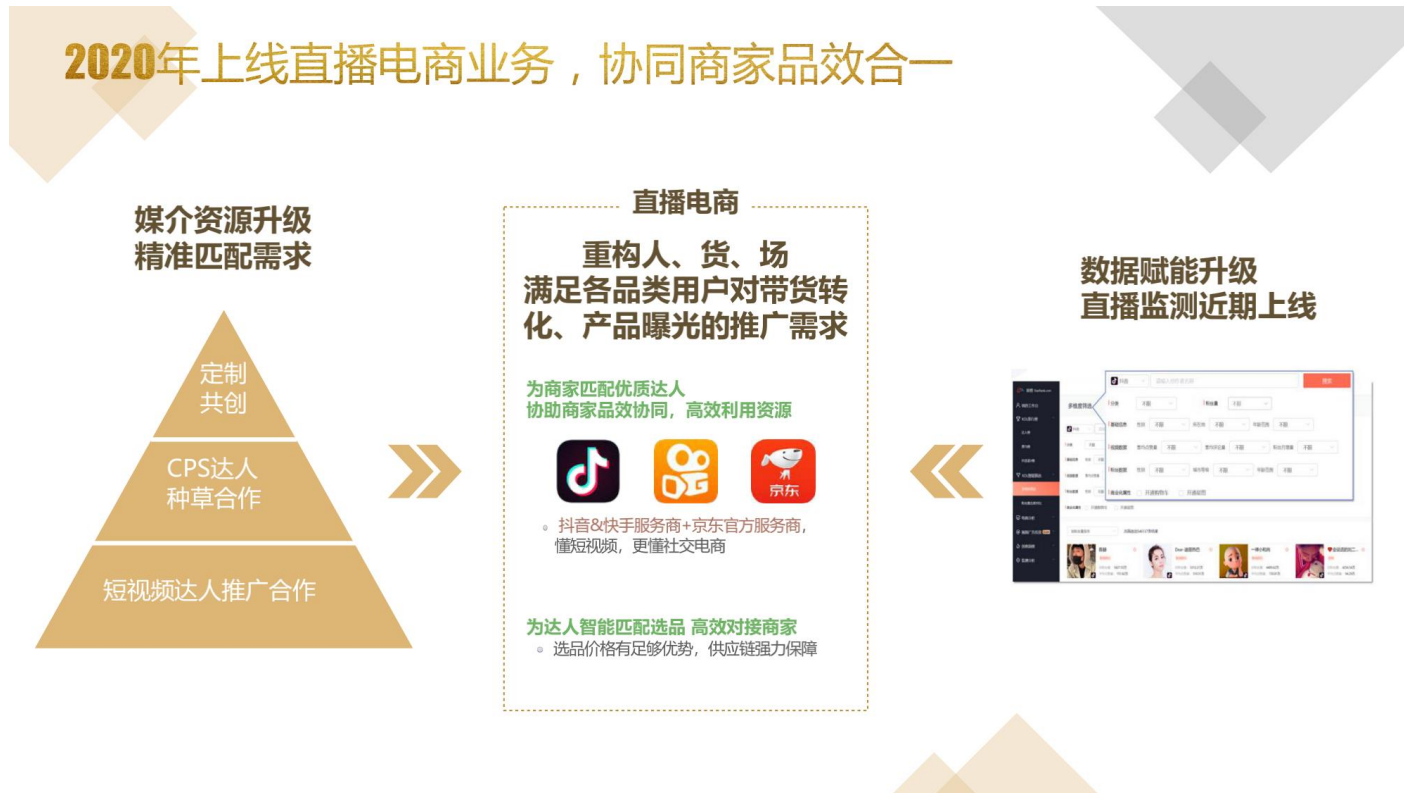 2020年上线直播电商业务，协同商家品效合一
媒介资源升级
精准匹配需求
定制
共创
CPS达人
种草合作
短视频达人推广合作
直播电商
重构人、货、场
满足各品类用户对带货转
化、产品曝光的推广需求
为商家匹配优质达人
协助商家品效协同，高效利用资源
京东
抖音&快手服务商+京东官方服务商，
懂短视频，更懂社交电商
为达人智能匹配选品 高效对接商家
选品价格有足够优势，供应链强力保障
数据赋能升级
直播监测近期上线
抖音
搜索
多维度筛选